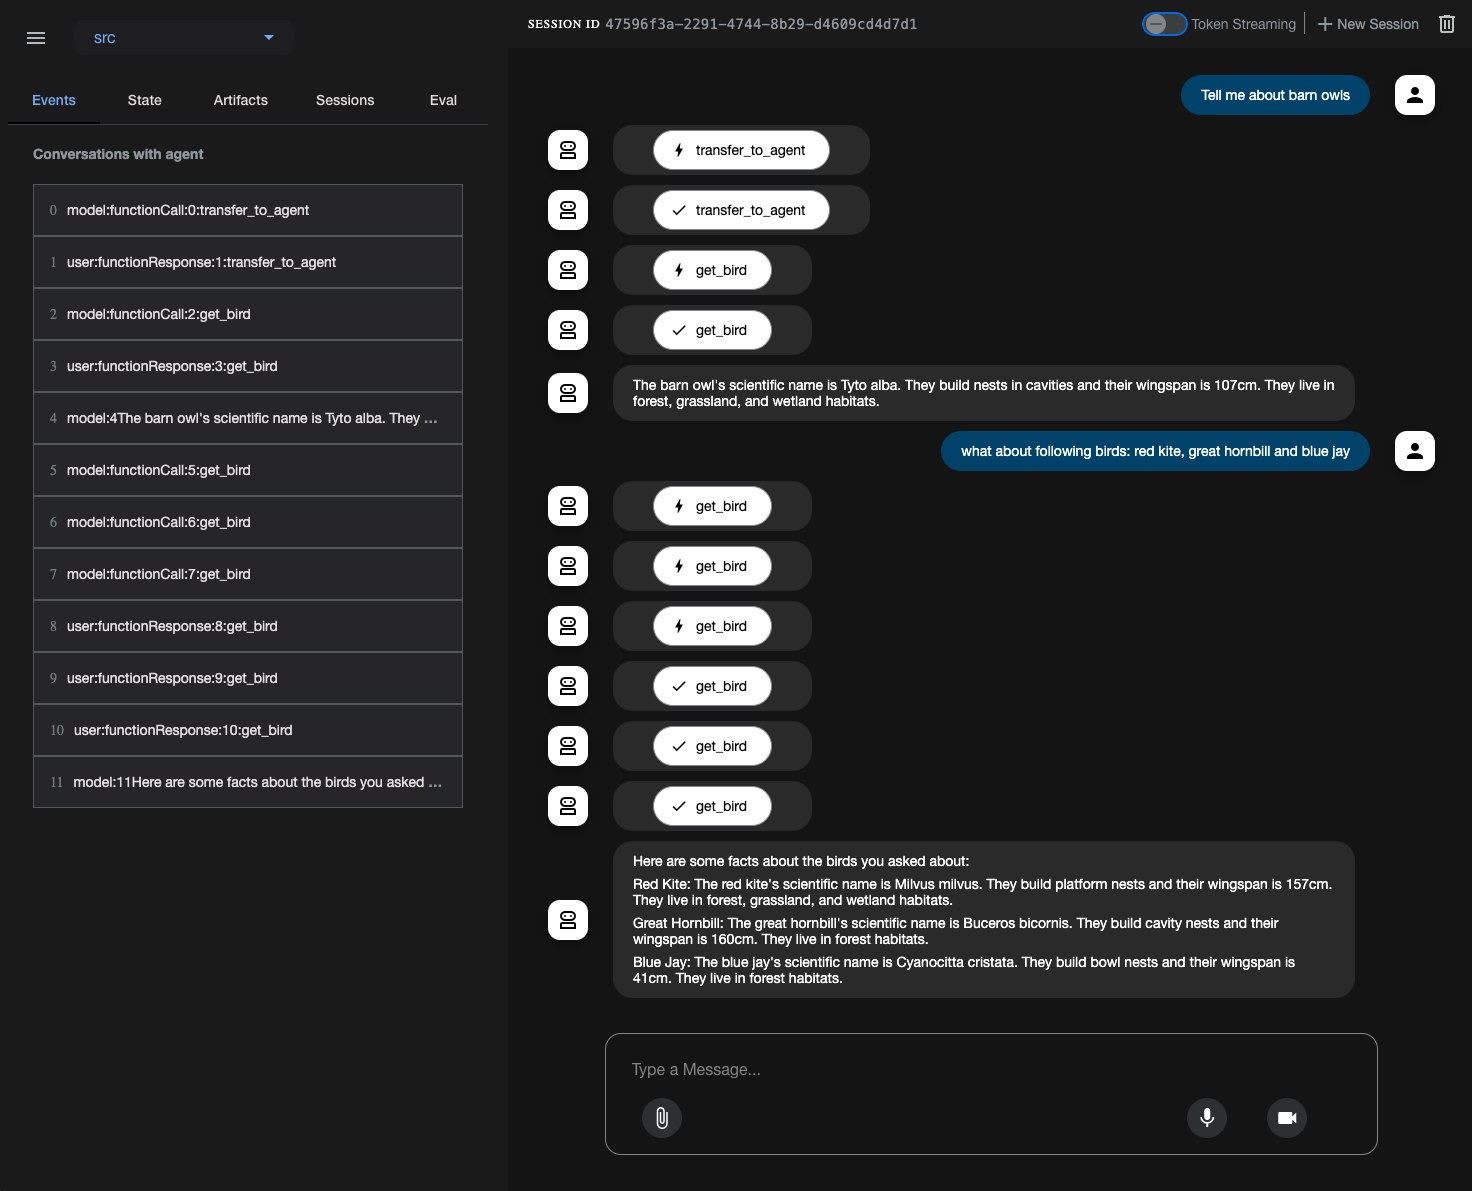 src
Events
State
Artifacts
Sessions
Eval
Conversations with agent
0 model:functionCall:0:transfer_to_agent
1 user:functionResponse:1:transfer_to_agent
2 model:functionCall:2:get_bird
3 user:functionResponse:3:get_bird
4 model:4The barn owl's scientific name is Tyto alba. They ...
5 model:functionCall:5:get_bird
6 model:functionCall:6:get_bird
7 model:functionCall:7:get_bird
8 user:functionResponse:8:get_bird
9 user:functionResponse:9:get_bird
10 user:functionResponse:10:get_bird
11 model:11Here are some facts about the birds you asked ...
SESSION ID 47596f3a-2291-4744-8b29-d4609cd4d7d1
Token Streaming
New Session
Tell me about barn owls
transfer_to_agent
transfer_to_agent
get_bird
get_bird
The barn owl's scientific name is Tyto alba. They build nests in cavities and their wingspan is 107cm. They live in
forest, grassland, and wetland habitats.
what about following birds: red kite, great hornbill and blue jay
get_bird
get_bird
get_bird
get_bird
get_bird
get_bird
Here are some facts about the birds you asked about:
Red Kite: The red kite's scientific name is Milvus milvus. They build platform nests and their wingspan is 157cm.
They live in forest, grassland, and wetland habitats.
Great Hornbill: The great hornbill's scientific name is Buceros bicornis. They build cavity nests and their
wingspan is 160cm. They live in forest habitats.
Blue Jay: The blue jay's scientific name is Cyanocitta cristata. They build bowl nests and their wingspan is
41cm. They live in forest habitats.
Type a Message...